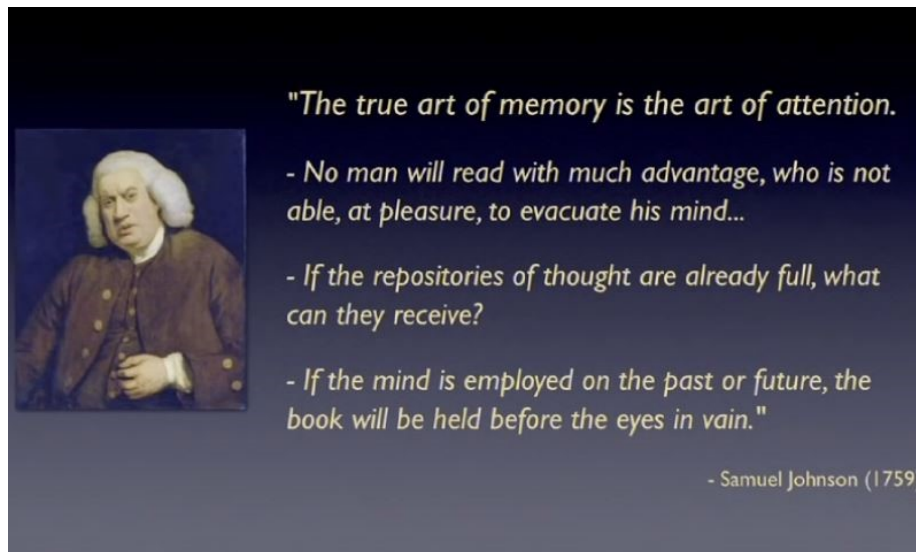 "The true art of memory is the art of attention.
- No man will read with much advantage, who is not
able, at pleasure, to evacuate his mind...
- If the repositories of thought are already full, what
can they receive?
- If the mind is employed on the past or future, the
book will be held before the eyes in vain."
- Samuel Johnson (1759